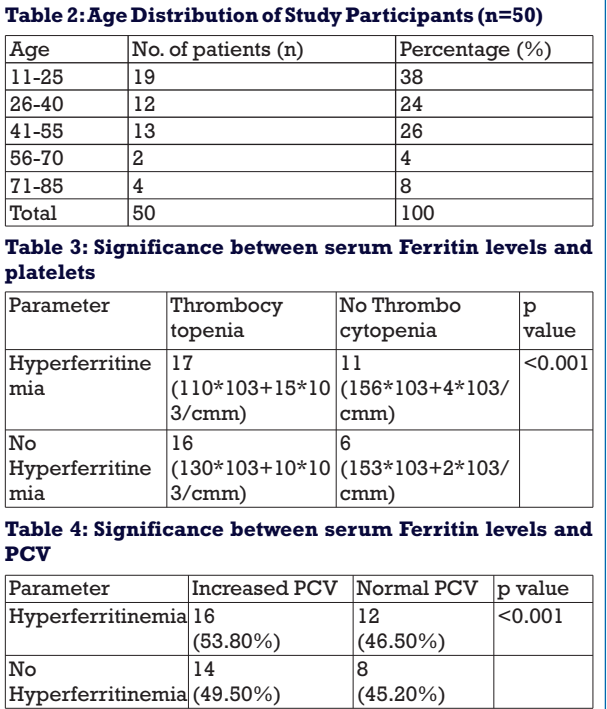 Table 2: Age Distribution of Study Participants (n=50)
Age No. of patients (n) Percentage (%)
11-25 19 38
26-40 12 24
41-55 13 26
56-70 2 4
71-85 4 8
Total 50 100
Table 3: Significance between serum Ferritin levels and
platelets
Parameter Thrombocy No Thrombo p
topenia cytopenia value
Hyperferritine 17 11 <0.001
mia (110*103+15*10 (156*103+4*103/
3/cmm) cmm)
No 16 6
Hyperferritine (130*103+10*10 (153*103+2*103/
mia 3/cmm) cmm)
Table 4: Significance between serum Ferritin levels and
PCV
Parameter Increased PCV Normal PCV p value
Hyperferritinemia 16 12 <0.001
(53.80%) (46.50%)
No 14 8
Hyperferritinemia (49.50%) (45.20%)